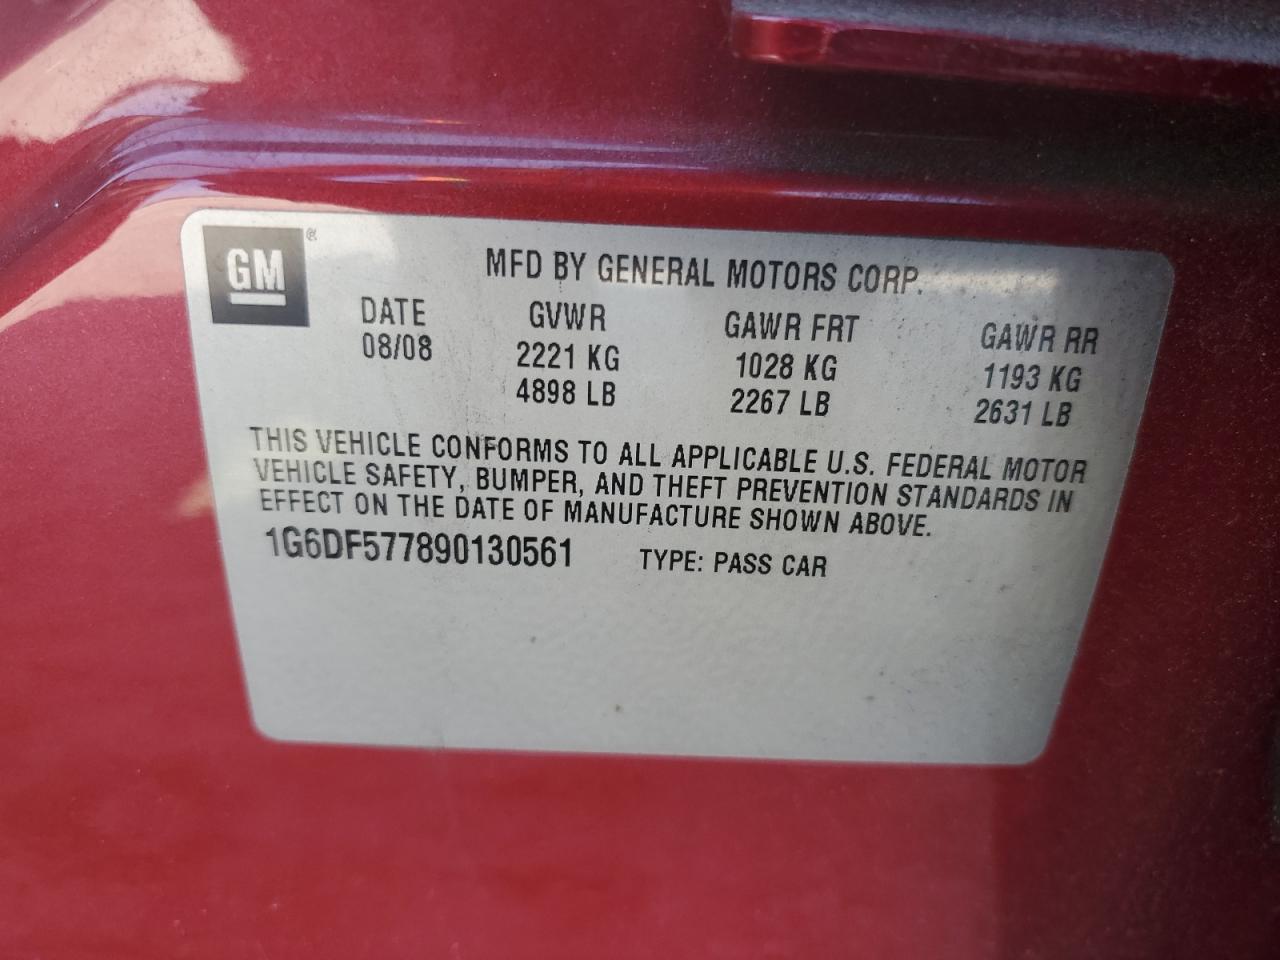 GM ®
MFD BY GENERAL MOTORS CORP.
DATE GVWR GAWR FRT GAWR RR
08/08 2221 KG 1028 KG 1193 KG
4898 LB 2267 LB 2631 LB
THIS VEHICLE CONFORMS TO ALL APPLICABLE U.S. FEDERAL MOTOR
VEHICLE SAFETY, BUMPER, AND THEFT PREVENTION STANDARDS IN
EFFECT ON THE DATE OF MANUFACTURE SHOWN ABOVE.
1G6DF577890130561 TYPE: PASS CAR